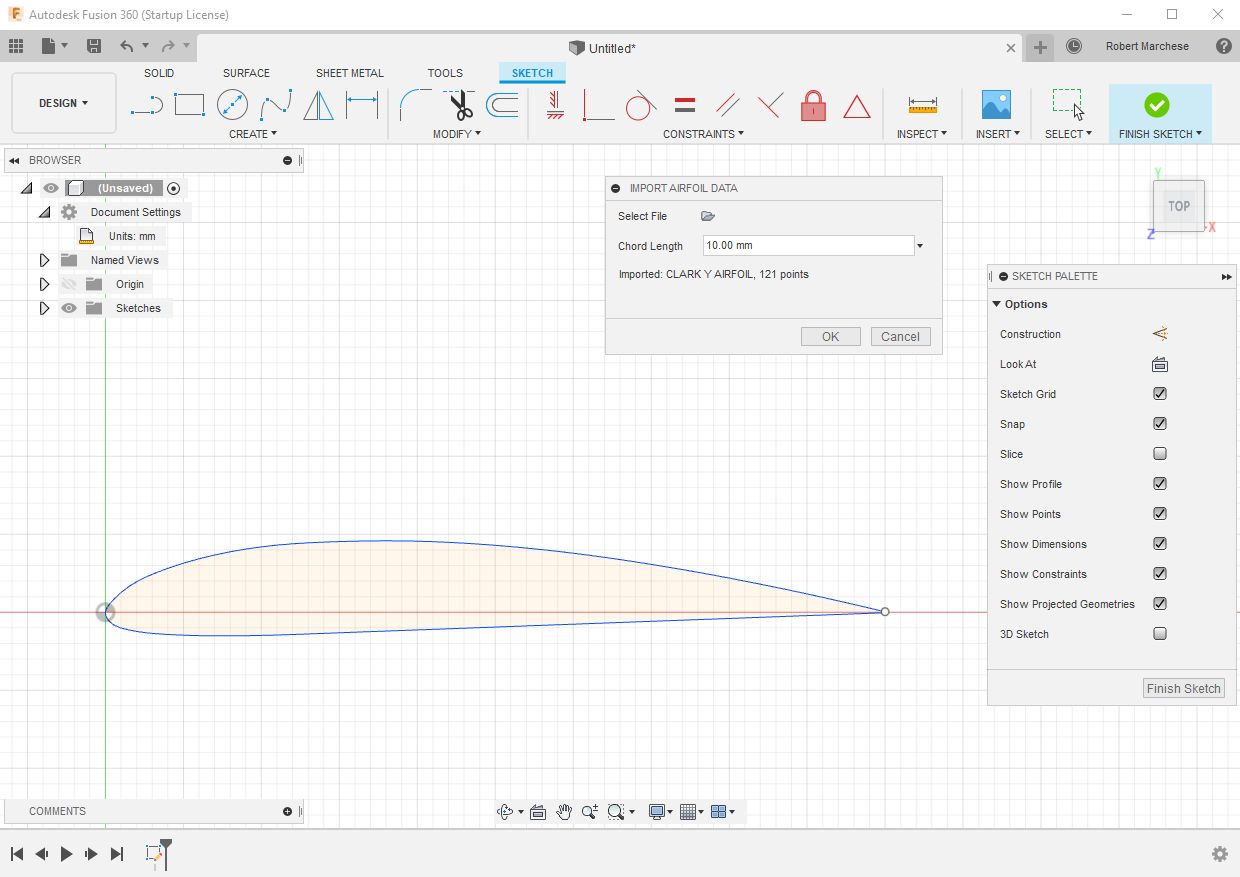 Autodesk Fusion 360 (Startup License)
Untitled*
Robert Marchese
SOLID SURFACE SHEET METAL TOOLS SKETCH
DESIGN
CREATE MODIFY CONSTRAINTS INSPECT INSERT SELECT FINISH SKETCH
BROWSER
(Unsaved)
Document Settings
Units: mm
Named Views
Origin
Sketches
IMPORT AIRFOIL DATA
Select File
Chord Length 10.00 mm
Imported: CLARK Y AIRFOIL, 121 points
OK Cancel
Y
TOP
X
Z
SKETCH PALETTE
Options
Construction
Look At
Sketch Grid
Snap
Slice
Show Profile
Show Points
Show Dimensions
Show Constraints
Show Projected Geometries
3D Sketch
Finish Sketch
COMMENTS